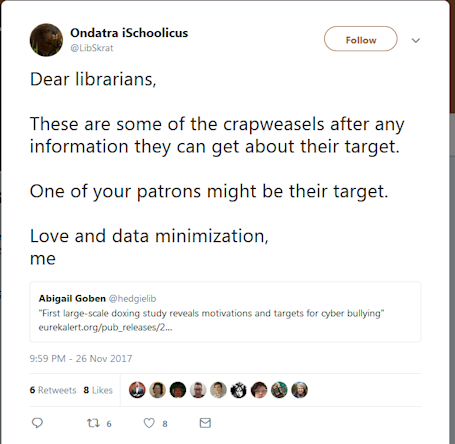 Ondatra iSchoolicus
@LibSkrat
Follow
Dear librarians,
These are some of the crapweasels after any
information they can get about their target.
One of your patrons might be their target.
Love and data minimization,
me
Abigail Goben @hedgielib
"First large-scale doxing study reveals motivations and targets for cyber bullying"
eurekalert.org/pub_releases/2...
9:59 PM - 26 Nov 2017
6 Retweets 8 Likes
6 8